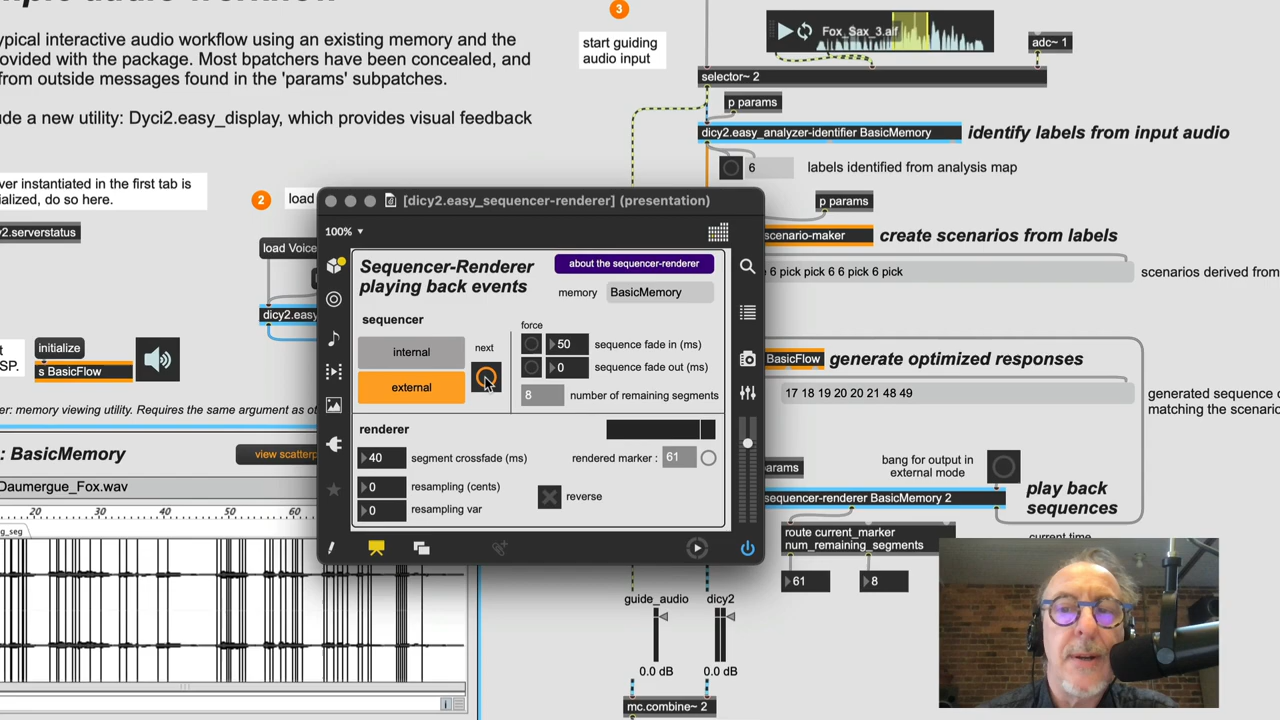 ypical interactive audio workflow using an existing memory and the
ovided with the package. Most bpatchers have been concealed, and
from outside messages found in the 'params' subpatches.
ude a new utility: Dyci2.easy_display, which provides visual feedback
ver instantiated in the first tab is
ialized, do so here.
2.serverstatus
2
load
load Voice
dicy2.easy
initialize
s BasicFlow
SP.
er: memory viewing utility. Requires the same argument as ot
: BasicMemory
view scatterp
Daumergue_Fox.wav
20
30
40
50
60
g_seg
3
start guiding
audio input
Fox_Sax_3.aif
adc~ 1
selector~ 2
p params
dicy2.easy_analyzer-identifier BasicMemory
identify labels from input audio
6
labels identified from analysis map
p params
scenario-maker
create scenarios from labels
6 pick pick 6 6 pick 6 pick
scenarios derived from
BasicFlow
generate optimized responses
17 18 19 20 20 21 48 49
generated sequence o
matching the scenario
arams
bang for output in
external mode
sequencer-renderer BasicMemory 2
play back
sequences
route current_marker
num_remaining_segments
current time
61
8
guide_audio
dicy2
0.0 dB
0.0 dB
mc.combine~ 2
[dicy2.easy_sequencer-renderer] (presentation)
100%
Sequencer-Renderer
playing back events
about the sequencer-renderer
memory
BasicMemory
sequencer
internal
external
next
force
50
sequence fade in (ms)
0
sequence fade out (ms)
8
number of remaining segments
renderer
40
segment crossfade (ms)
rendered marker :
61
0
resampling (cents)
0
resampling var
reverse